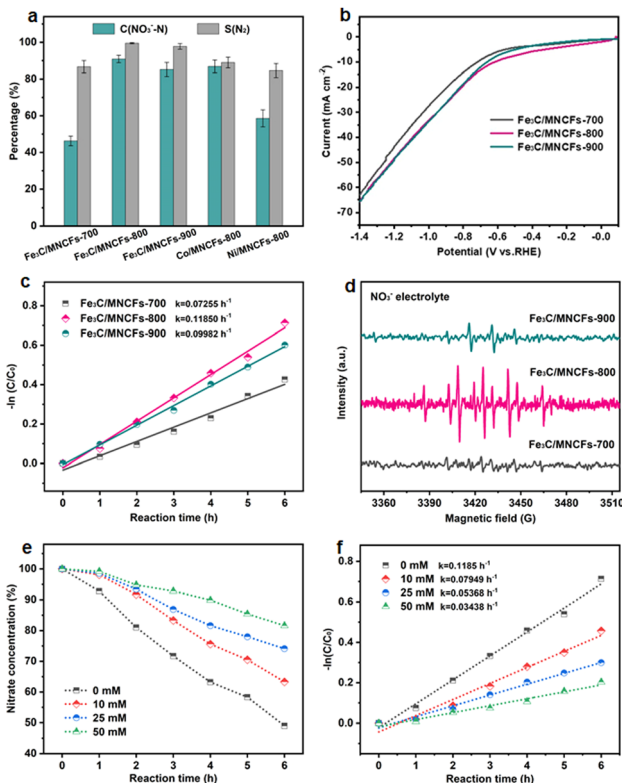 a
C(NO₃⁻-N)
S(N₂)
Percentage (%)
100
80
60
40
20
0
Fe₃C/MNCFs-700
Fe₃C/MNCFs-800
Fe₃C/MNCFs-900
Co/MNCFs-800
Ni/MNCFs-800
b
Current (mA cm⁻²)
10
0
-10
-20
-30
-40
-50
-60
-70
Fe₃C/MNCFs-700
Fe₃C/MNCFs-800
Fe₃C/MNCFs-900
-1.4 -1.2 -1.0 -0.8 -0.6 -0.4 -0.2 0.0
Potential (V vs.RHE)
c
-ln (C/C₀)
0.8
0.6
0.4
0.2
0.0
Fe₃C/MNCFs-700 k=0.07255 h⁻¹
Fe₃C/MNCFs-800 k=0.11850 h⁻¹
Fe₃C/MNCFs-900 k=0.09982 h⁻¹
0 1 2 3 4 5 6
Reaction time (h)
d
NO₃⁻ electrolyte
Intensity (a.u.)
Fe₃C/MNCFs-900
Fe₃C/MNCFs-800
Fe₃C/MNCFs-700
3360 3390 3420 3450 3480 3510
Magnetic field (G)
e
Nitrate concentration (%)
100
95
90
85
80
75
70
65
60
55
50
45
40
0 mM
10 mM
25 mM
50 mM
0 1 2 3 4 5 6
Reaction time (h)
f
-ln(C/C₀)
0.8
0.6
0.4
0.2
0.0
0 mM k=0.1185 h⁻¹
10 mM k=0.07949 h⁻¹
25 mM k=0.05368 h⁻¹
50 mM k=0.03438 h⁻¹
0 1 2 3 4 5 6
Reaction time (h)